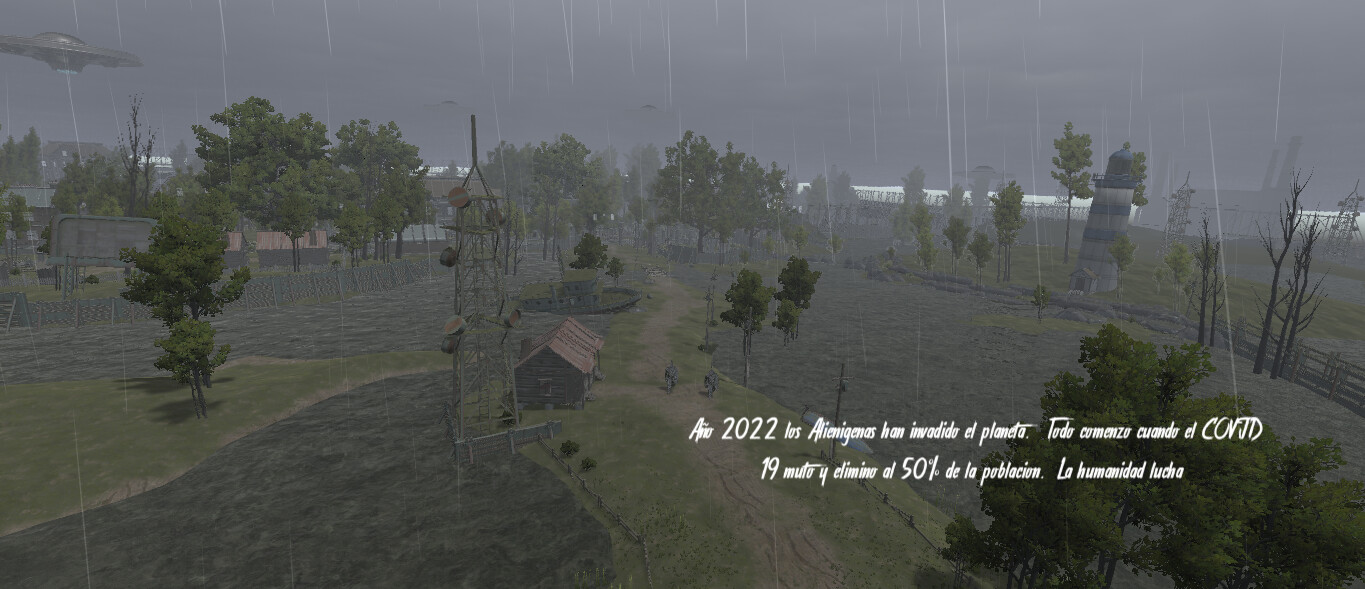 Año 2022 los Alienigenas han invadido el planeta. Todo comenzo cuando el COVID
19 muto y elimino al 50% de la poblacion. La humanidad lucha